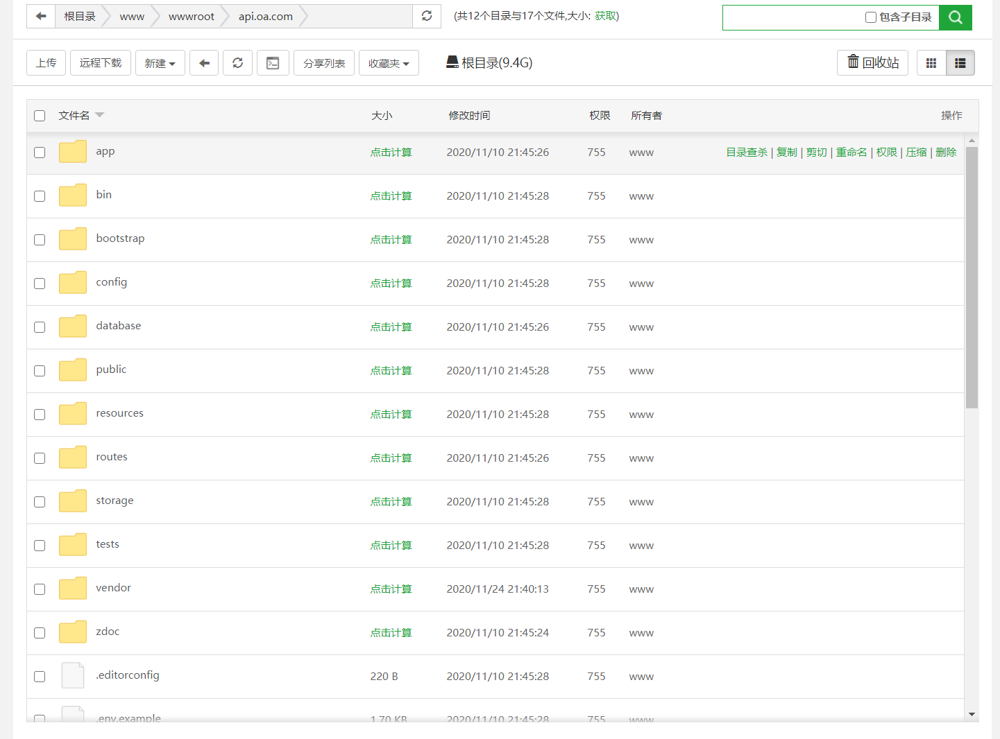 根目录 www wwwroot api.oa.com (共12个目录与17个文件,大小: 获取) 包含子目录
上传 远程下载 新建 分享列表 收藏夹 根目录(9.4G) 回收站
文件名 大小 修改时间 权限 所有者 操作
app 点击计算 2020/11/10 21:45:26 755 www 目录查杀 | 复制 | 剪切 | 重命名 | 权限 | 压缩 | 删除
bin 点击计算 2020/11/10 21:45:28 755 www
bootstrap 点击计算 2020/11/10 21:45:28 755 www
config 点击计算 2020/11/10 21:45:28 755 www
database 点击计算 2020/11/10 21:45:26 755 www
public 点击计算 2020/11/10 21:45:28 755 www
resources 点击计算 2020/11/10 21:45:28 755 www
routes 点击计算 2020/11/10 21:45:26 755 www
storage 点击计算 2020/11/10 21:45:28 755 www
tests 点击计算 2020/11/10 21:45:28 755 www
vendor 点击计算 2020/11/24 21:40:13 755 www
zdoc 点击计算 2020/11/10 21:45:24 755 www
.editorconfig 220 B 2020/11/10 21:45:28 755 www
.env.example 1.70 KB 2020/11/10 21:45:28 755 www